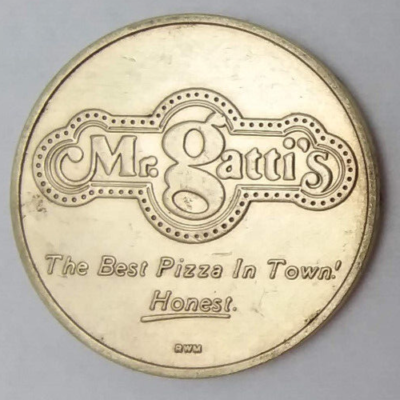 Mr. Gatti's
The Best Pizza In Town!
Honest.
RWM